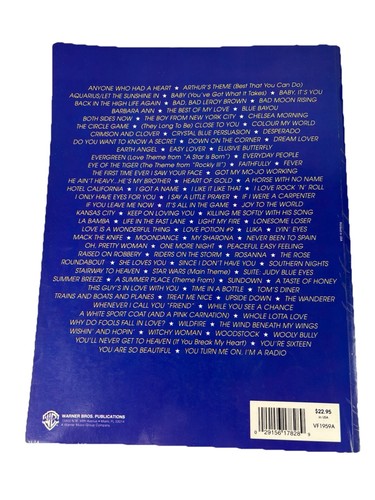 ANYONE WHO HAD A HEART ★ ARTHUR'S THEME (Best That You Can Do)
AQUARIUS/LET THE SUNSHINE IN ★ BABY (You've Got What It Takes) ★ BABY, IT'S YOU
BACK IN THE HIGH LIFE AGAIN ★ BAD, BAD LEROY BROWN ★ BAD MOON RISING
BARBARA ANN ★ THE BEST OF MY LOVE ★ BLUE BAYOU
BOTH SIDES NOW ★ THE BOY FROM NEW YORK CITY ★ CHELSEA MORNING
THE CIRCLE GAME ★ (They Long To Be) CLOSE TO YOU ★ COLOUR MY WORLD
CRIMSON AND CLOVER ★ CRYSTAL BLUE PERSUASION ★ DESPERADO
DO YOU WANT TO KNOW A SECRET ★ DOWN ON THE CORNER ★ DREAM LOVER
EARTH ANGEL ★ EASY LOVER ★ ELUSIVE BUTTERFLY
EVERGREEN (Love Theme from "A Star Is Born") ★ EVERYDAY PEOPLE
EYE OF THE TIGER (The Theme from "Rocky III") ★ FAITHFULLY ★ FEVER
THE FIRST TIME EVER I SAW YOUR FACE ★ GOT MY MO-JO WORKING
HE AIN'T HEAVY...HE'S MY BROTHER ★ HEART OF GOLD ★ A HORSE WITH NO NAME
HOTEL CALIFORNIA ★ I GOT A NAME ★ I LIKE IT LIKE THAT ★ I LOVE ROCK 'N' ROLL
I ONLY HAVE EYES FOR YOU ★ I SAY A LITTLE PRAYER ★ IF I WERE A CARPENTER
IF YOU LEAVE ME NOW ★ IT'S ALL IN THE GAME ★ JOY TO THE WORLD
KANSAS CITY ★ KEEP ON LOVING YOU ★ KILLING ME SOFTLY WITH HIS SONG
LA BAMBA ★ LIFE IN THE FAST LANE ★ LIGHT MY FIRE ★ LONESOME LOSER
LOVE IS A WONDERFUL THING ★ LOVE POTION #9 ★ LUKA ★ LYIN' EYES
MACK THE KNIFE ★ MOONDANCE ★ MY SHARONA ★ NEVER BEEN TO SPAIN
OH, PRETTY WOMAN ★ ONE MORE NIGHT ★ PEACEFUL EASY FEELING
RAISED ON ROBBERY ★ RIDERS ON THE STORM ★ ROSANNA ★ THE ROSE
ROUNDABOUT ★ SHE LOVES YOU ★ SINCE I DON'T HAVE YOU ★ SOUTHERN NIGHTS
STAIRWAY TO HEAVEN ★ STAR WARS (Main Theme) ★ SUITE: JUDY BLUE EYES
SUMMER BREEZE ★ A SUMMER PLACE (Theme From) ★ SUNDOWN ★ A TASTE OF HONEY
THIS GUY'S IN LOVE WITH YOU ★ TIME IN A BOTTLE ★ TOM'S DINER
TRAINS AND BOATS AND PLANES ★ TREAT ME NICE ★ UPSIDE DOWN ★ THE WANDERER
WHENEVER I CALL YOU "FRIEND" ★ WHILE YOU SEE A CHANCE
A WHITE SPORT COAT (AND A PINK CARNATION) ★ WHOLE LOTTA LOVE
WHY DO FOOLS FALL IN LOVE? ★ WILDFIRE ★ THE WIND BENEATH MY WINGS
WISHIN' AND HOPIN' ★ WITCHY WOMAN ★ WOODSTOCK ★ WOOLY BULLY
YOU'LL NEVER GET TO HEAVEN (If You Break My Heart) ★ YOU'RE SIXTEEN
YOU ARE SO BEAUTIFUL ★ YOU TURN ME ON, I'M A RADIO
WARNER BROS. PUBLICATIONS
$22.95
in USA
VF1959A
29156 17828